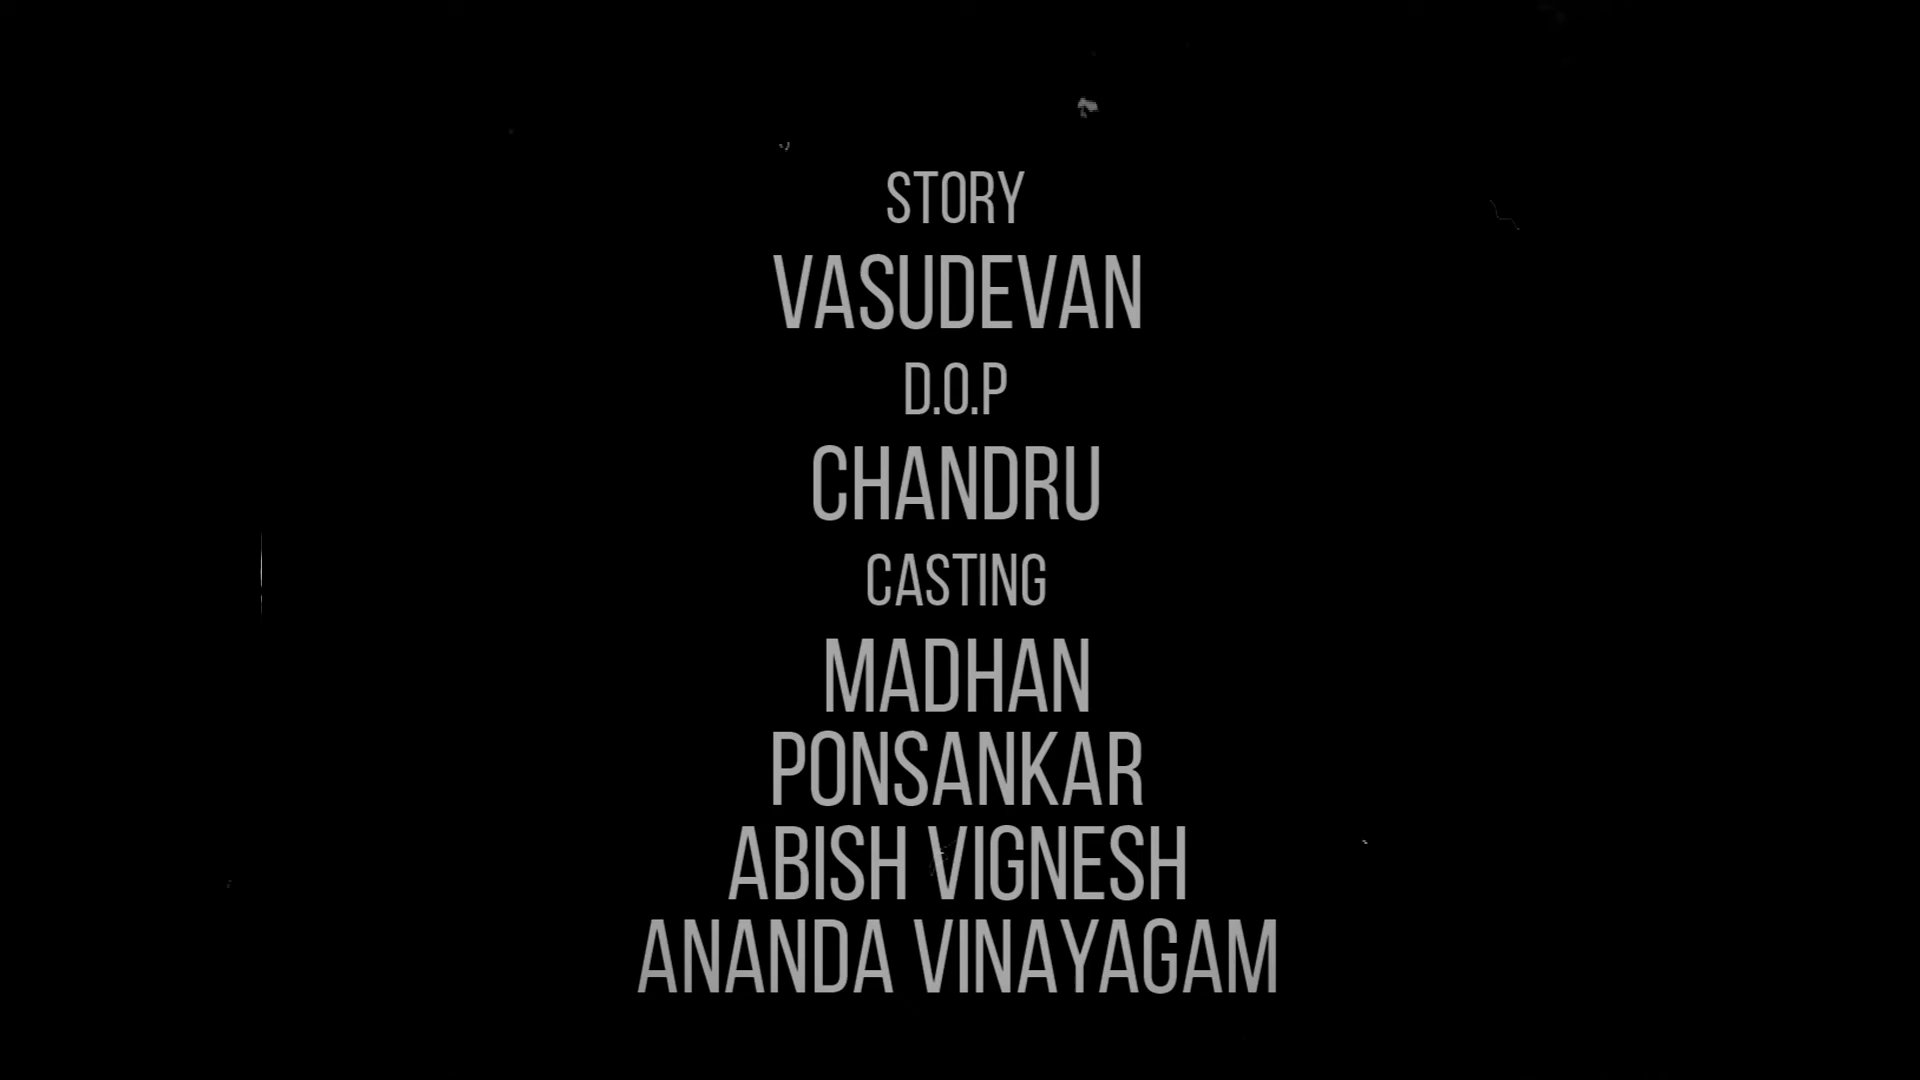 STORY
VASUDEVAN
D.O.P
CHANDRU
CASTING
MADHAN
PONSANKAR
ABISH VIGNESH
ANANDA VINAYAGAM